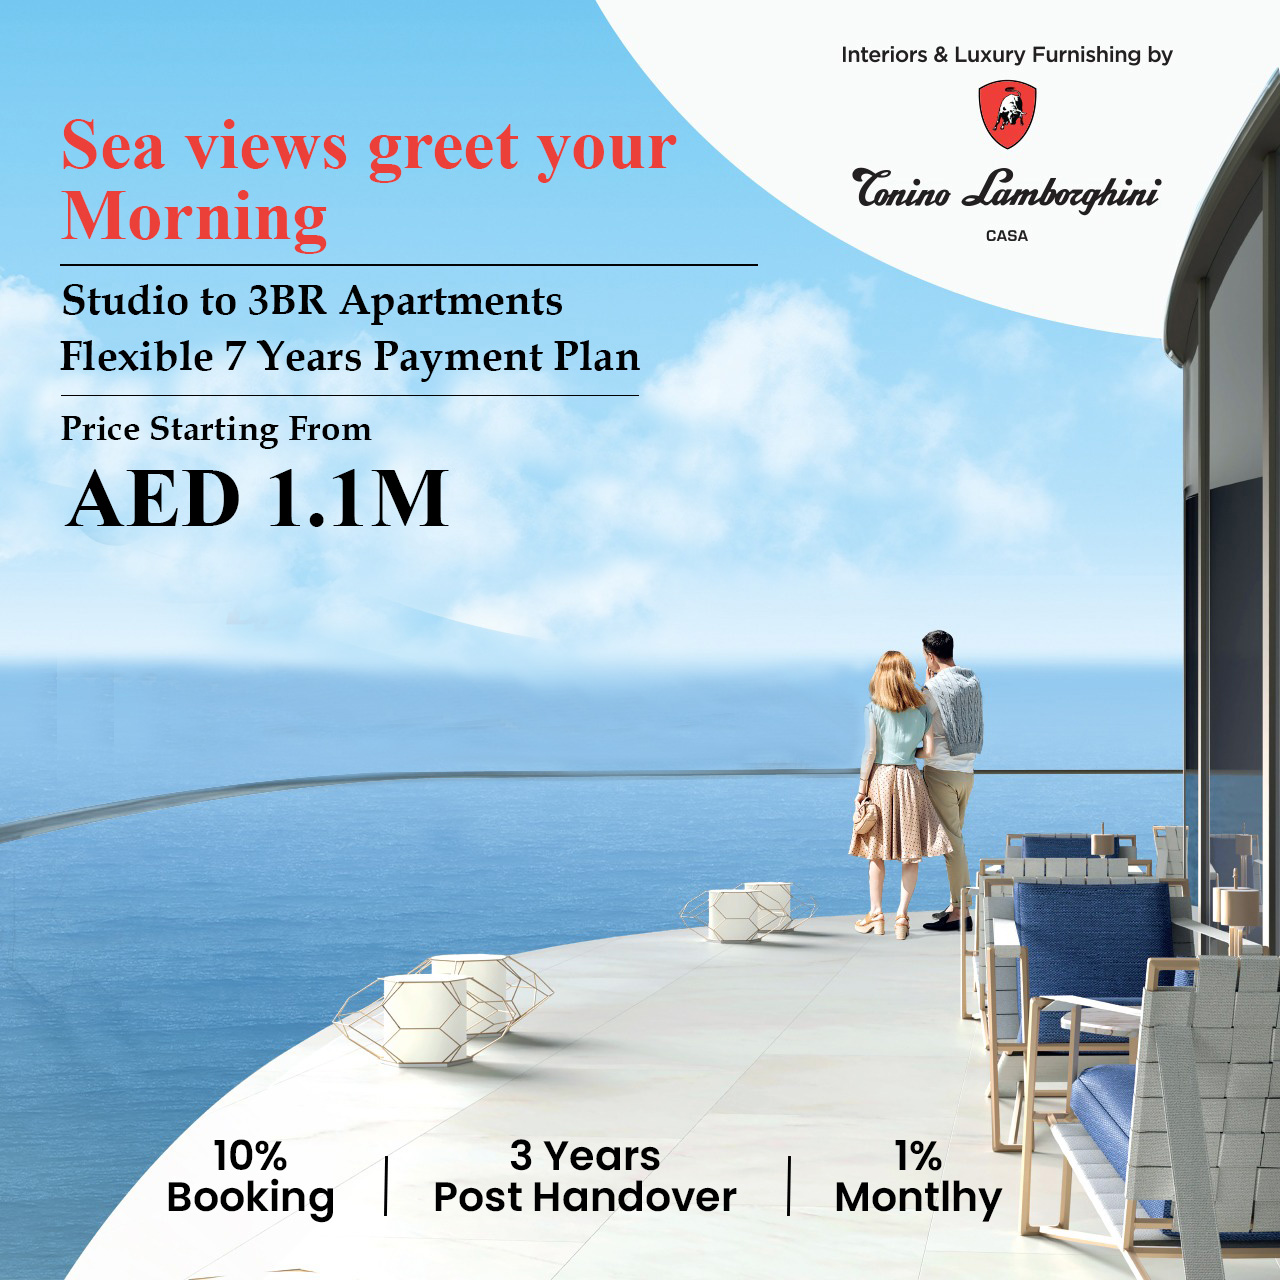 Interiors & Luxury Furnishing by
Tonino Lamborghini
CASA
Sea views greet your
Morning
Studio to 3BR Apartments
Flexible 7 Years Payment Plan
Price Starting From
AED 1.1M
10%
Booking
3 Years
Post Handover
1%
Montlhy